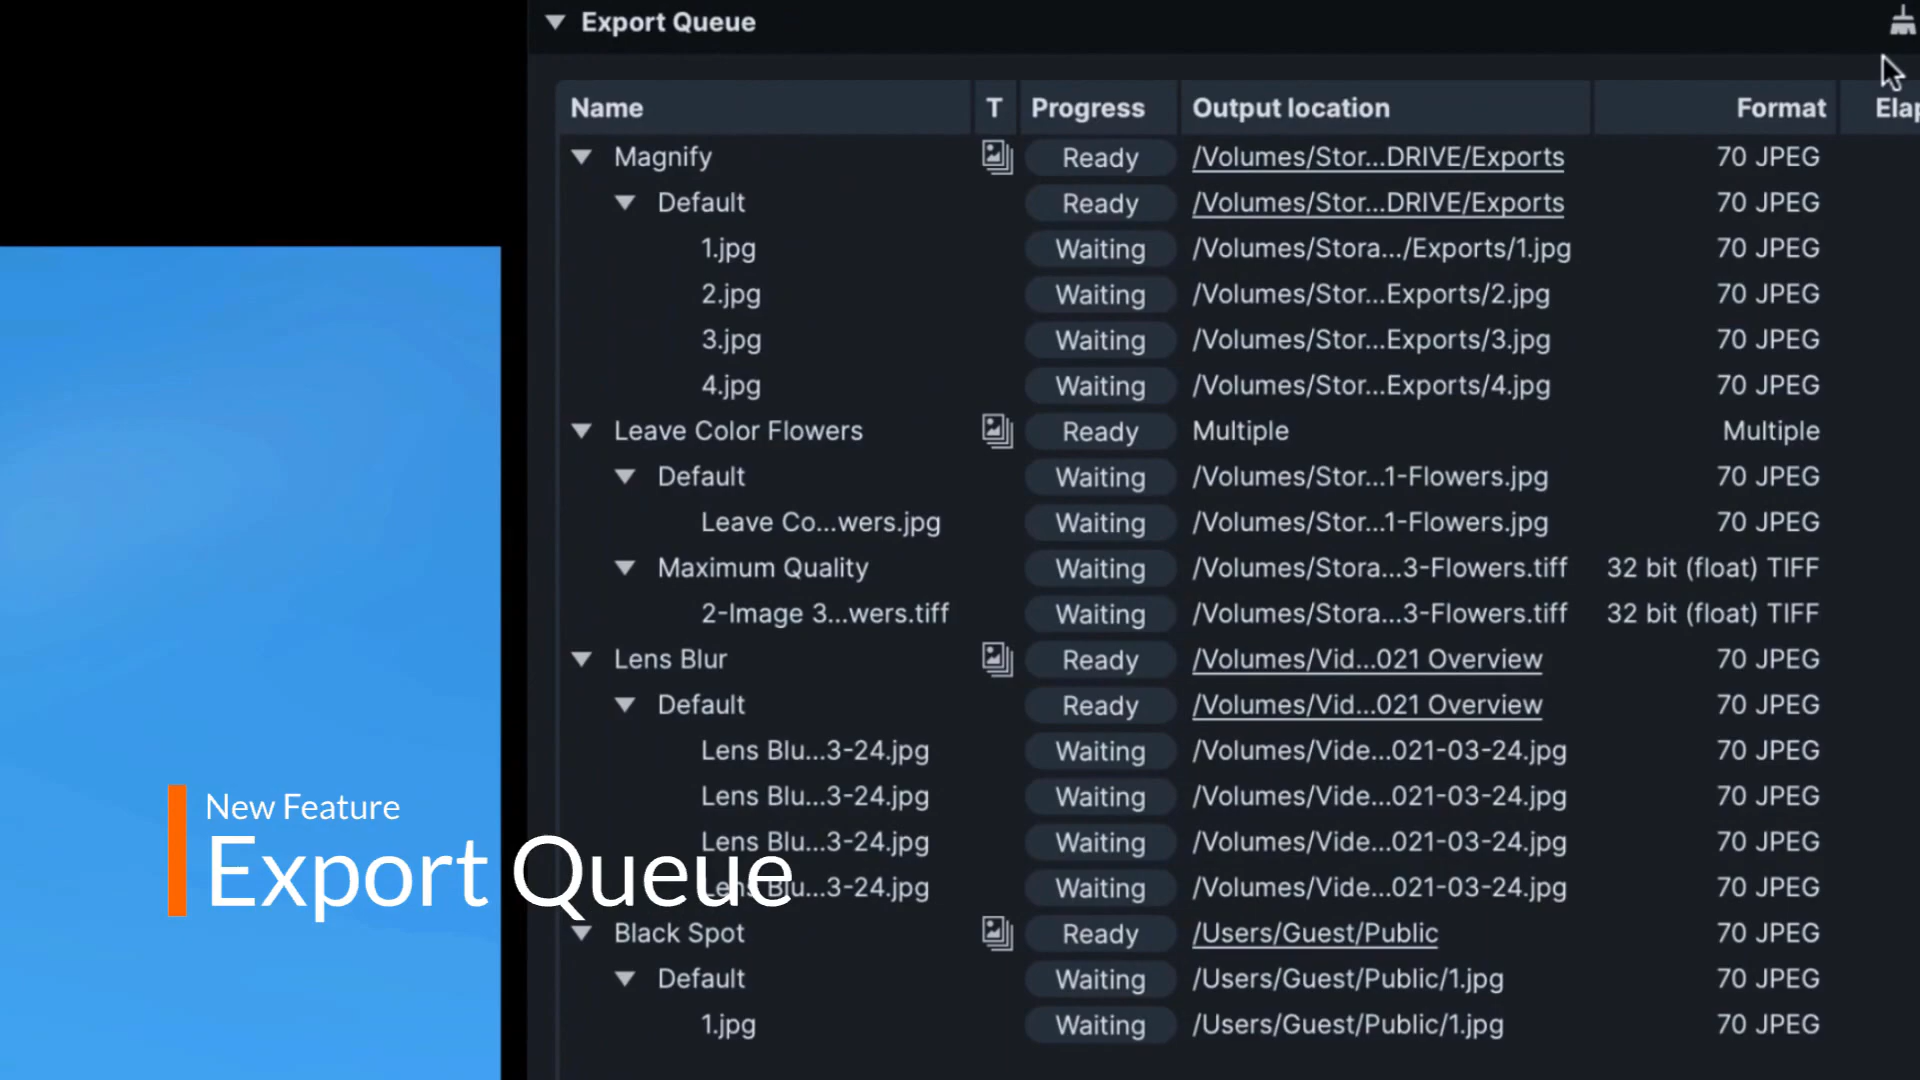 Export Queue
Name T Progress Output location Format Elap
Magnify Ready /Volumes/Stor...DRIVE/Exports 70 JPEG
Default Ready /Volumes/Stor...DRIVE/Exports 70 JPEG
1.jpg Waiting /Volumes/Stora.../Exports/1.jpg 70 JPEG
2.jpg Waiting /Volumes/Stor...Exports/2.jpg 70 JPEG
3.jpg Waiting /Volumes/Stor...Exports/3.jpg 70 JPEG
4.jpg Waiting /Volumes/Stor...Exports/4.jpg 70 JPEG
Leave Color Flowers Ready Multiple Multiple
Default Waiting /Volumes/Stor...1-Flowers.jpg 70 JPEG
Leave Co...wers.jpg Waiting /Volumes/Stor...1-Flowers.jpg 70 JPEG
Maximum Quality Waiting /Volumes/Stora...3-Flowers.tiff 32 bit (float) TIFF
2-Image 3...wers.tiff Waiting /Volumes/Stora...3-Flowers.tiff 32 bit (float) TIFF
Lens Blur Ready /Volumes/Vid...021 Overview 70 JPEG
Default Ready /Volumes/Vid...021 Overview 70 JPEG
Lens Blu...3-24.jpg Waiting /Volumes/Vide...021-03-24.jpg 70 JPEG
Lens Blu...3-24.jpg Waiting /Volumes/Vide...021-03-24.jpg 70 JPEG
Lens Blu...3-24.jpg Waiting /Volumes/Vide...021-03-24.jpg 70 JPEG
Lens Blu...3-24.jpg Waiting /Volumes/Vide...021-03-24.jpg 70 JPEG
Black Spot Ready /Users/Guest/Public 70 JPEG
Default Waiting /Users/Guest/Public/1.jpg 70 JPEG
1.jpg Waiting /Users/Guest/Public/1.jpg 70 JPEG
New Feature
Export Queue